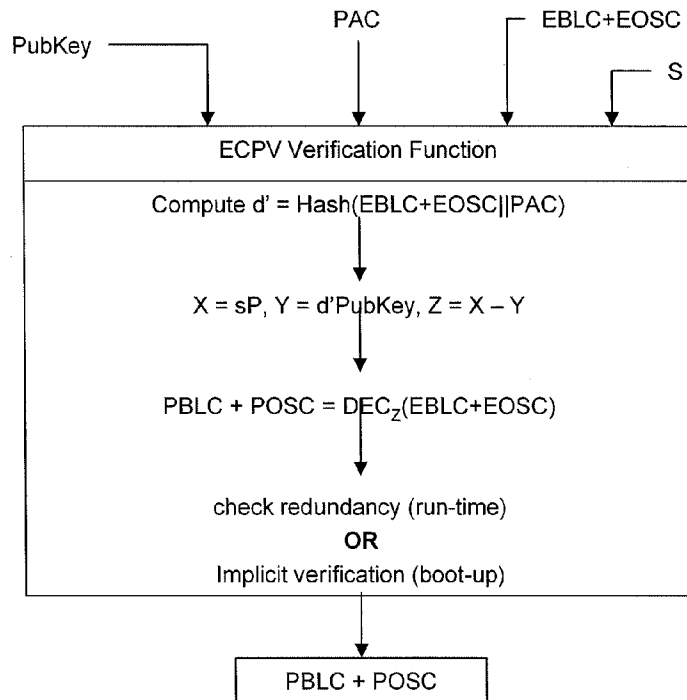 PAC
EBLC+EOSC
PubKey
S
ECPV Verification Function
Compute d' = Hash(EBLC+EOSC||PAC)
X = sP, Y = d'PubKey, Z = X – Y
PBLC + POSC = DECZ(EBLC+EOSC)
check redundancy (run-time)
OR
Implicit verification (boot-up)
PBLC + POSC